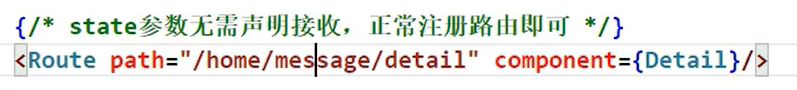 {/* state参数无需声明接收，正常注册路由即可 */}
<Route path="/home/message/detail" component={Detail}/>